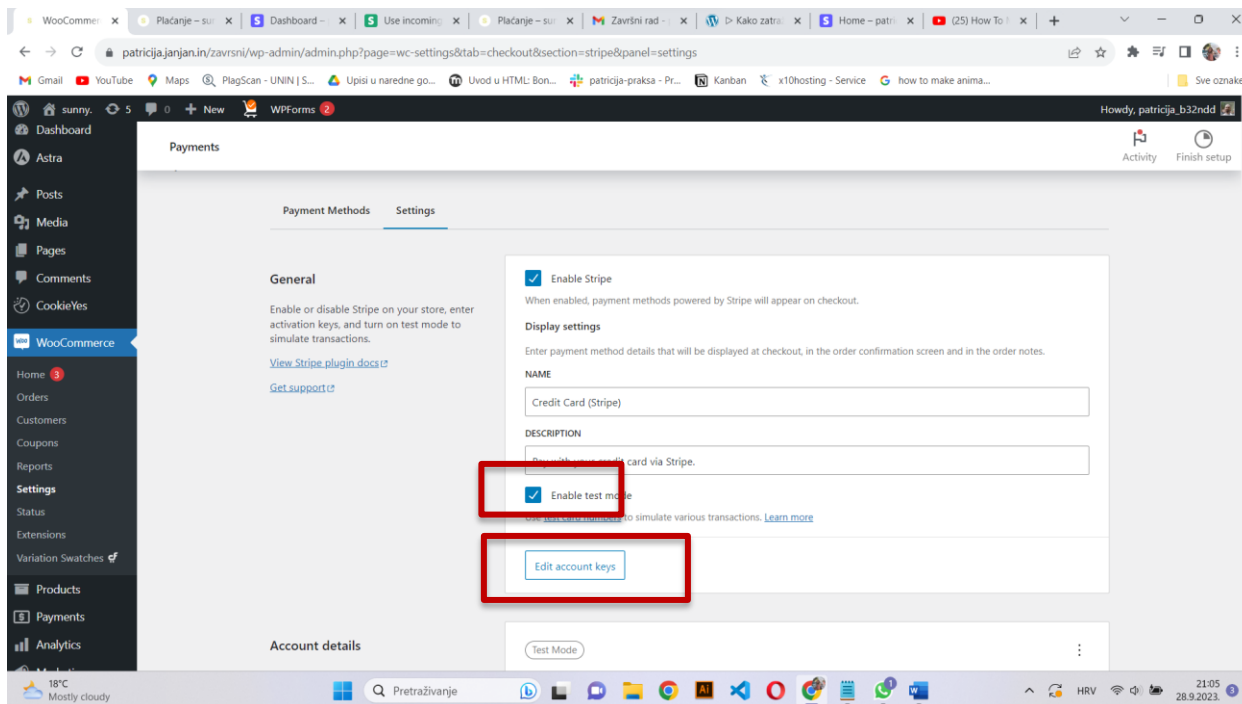 WooCommer
Plaćanje – sur
Dashboard –
Use incoming
Plaćanje – sur
Završni rad -
ᐅ Kako zatra
Home – patri
(25) How To
patricija.janjan.in/zavrsni/wp-admin/admin.php?page=wc-settings&tab=checkout&section=stripe&panel=settings
Gmail
YouTube
Maps
PlagScan - UNIN | S...
Upisi u naredne go...
Uvod u HTML: Bon...
patricija-praksa - Pr...
Kanban
x10hosting - Service
how to make anima...
Sve oznake
sunny.
5
0
+ New
WPForms 2
Howdy, patricija_b32ndd
Dashboard
Astra
Posts
Media
Pages
Comments
CookieYes
WooCommerce
Home 3
Orders
Customers
Coupons
Reports
Settings
Status
Extensions
Variation Swatches
Products
Payments
Analytics
Payments
Activity
Finish setup
Payment Methods
Settings
General
Enable or disable Stripe on your store, enter
activation keys, and turn on test mode to
simulate transactions.
View Stripe plugin docs
Get support
Enable Stripe
When enabled, payment methods powered by Stripe will appear on checkout.
Display settings
Enter payment method details that will be displayed at checkout, in the order confirmation screen and in the order notes.
NAME
Credit Card (Stripe)
DESCRIPTION
Pay with your credit card via Stripe.
Enable test mode
Use test card numbers to simulate various transactions. Learn more
Edit account keys
Account details
Test Mode
18°C
Mostly cloudy
Pretraživanje
HRV
21:05
28.9.2023.
3